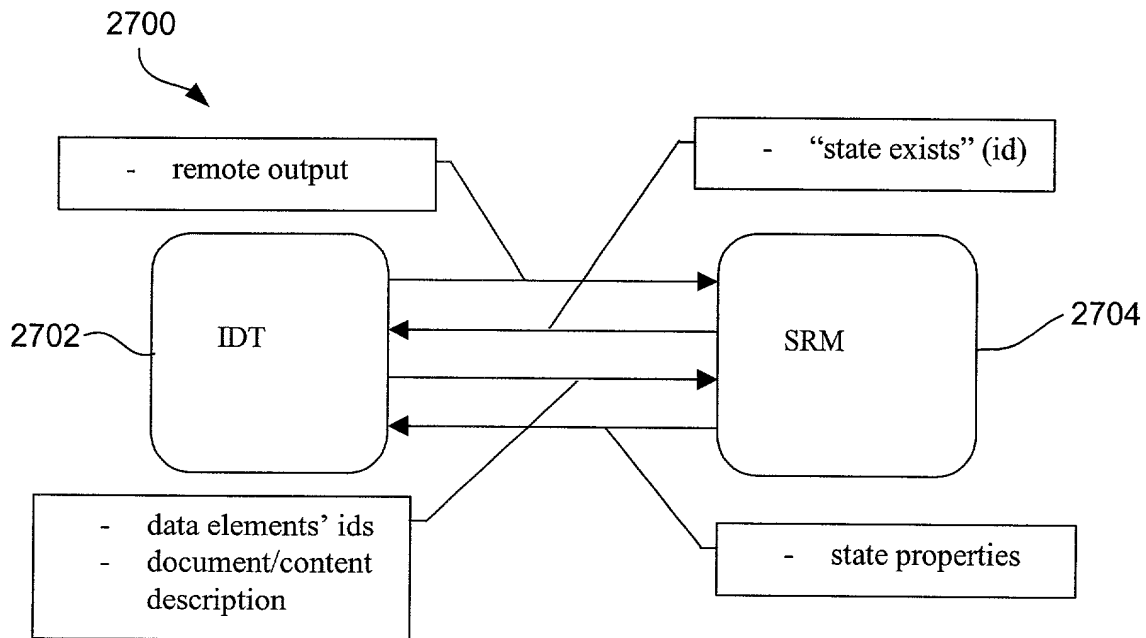 2700
- remote output
- “state exists” (id)
2702
IDT
SRM
2704
- data elements’ ids
- document/content
description
- state properties